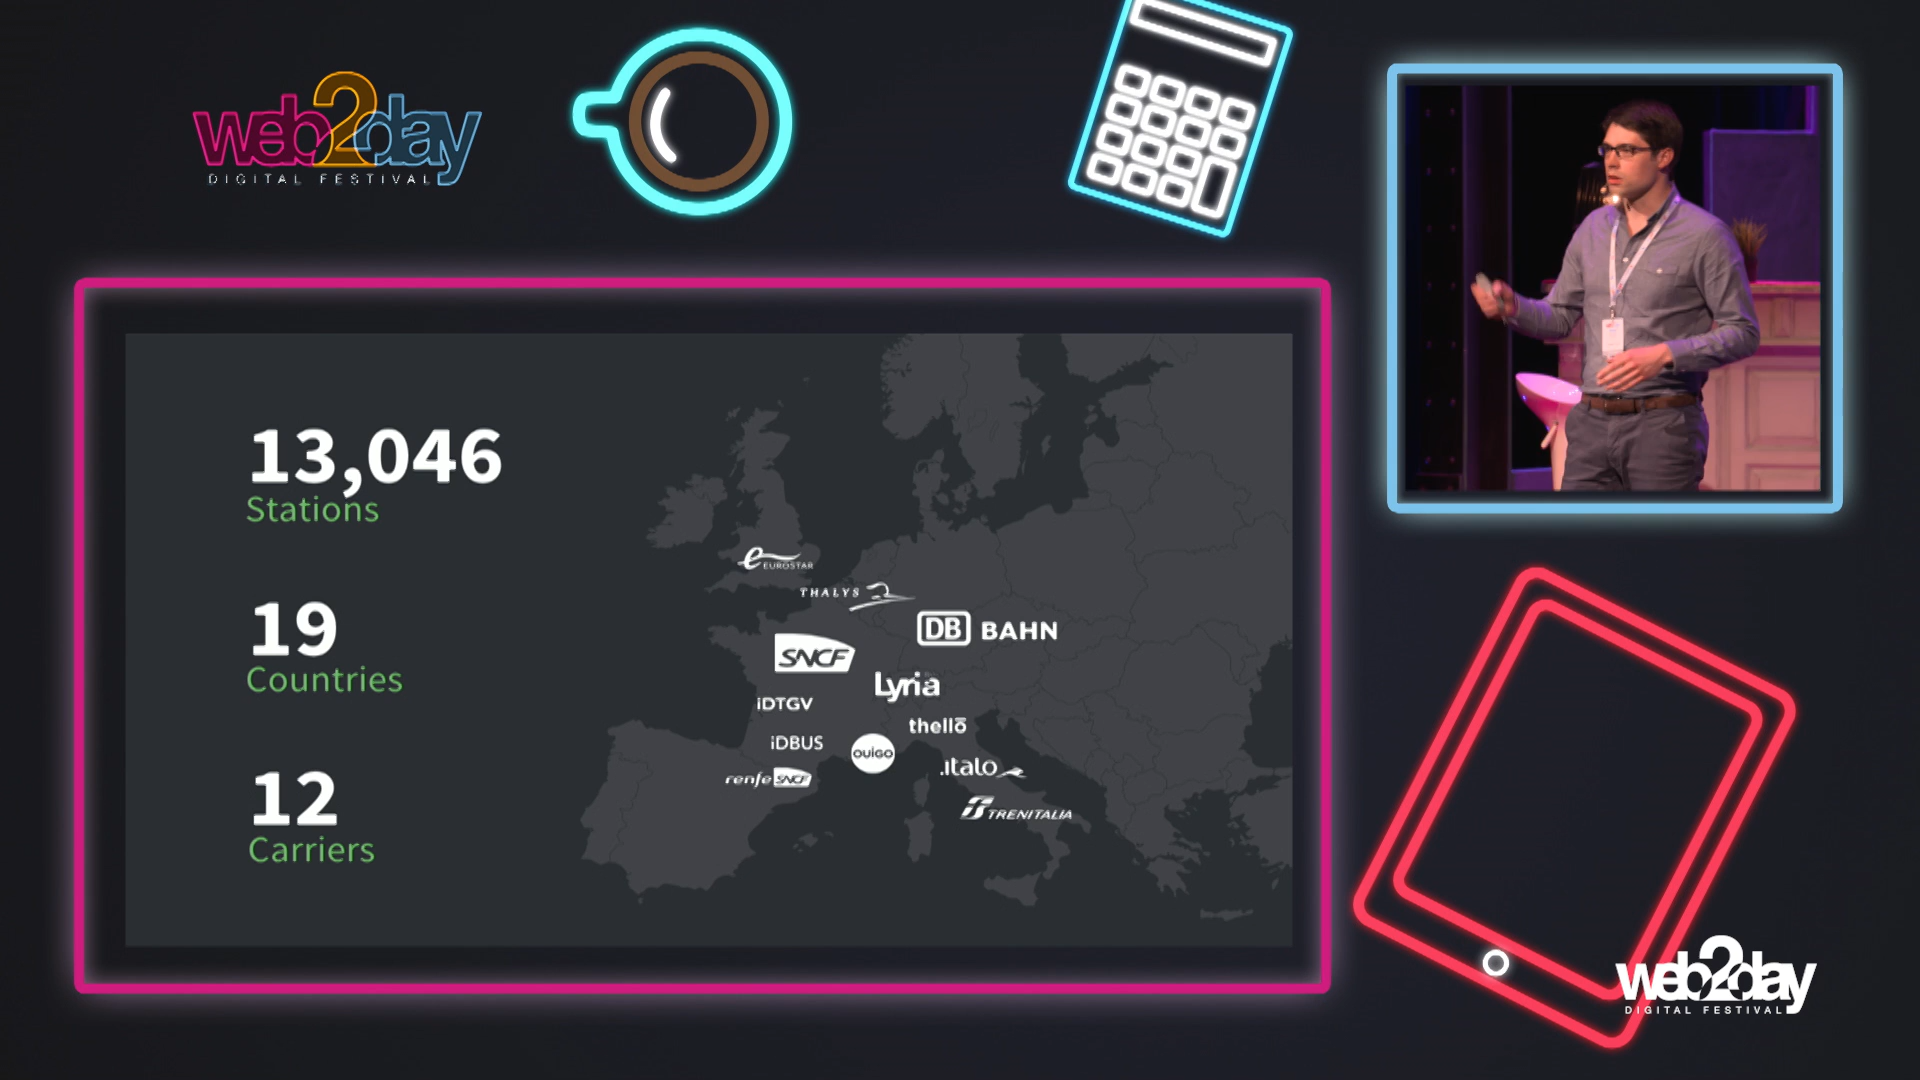 web2day
DIGITAL FESTIVAL
13,046
Stations
19
Countries
12
Carriers
e EUROSTAR
THALYS
DB BAHN
SNCF
Lyria
iDTGV
thellō
iDBUS
OUIGO
renfe SNCF
.italo
TRENITALIA
web2day
DIGITAL FESTIVAL